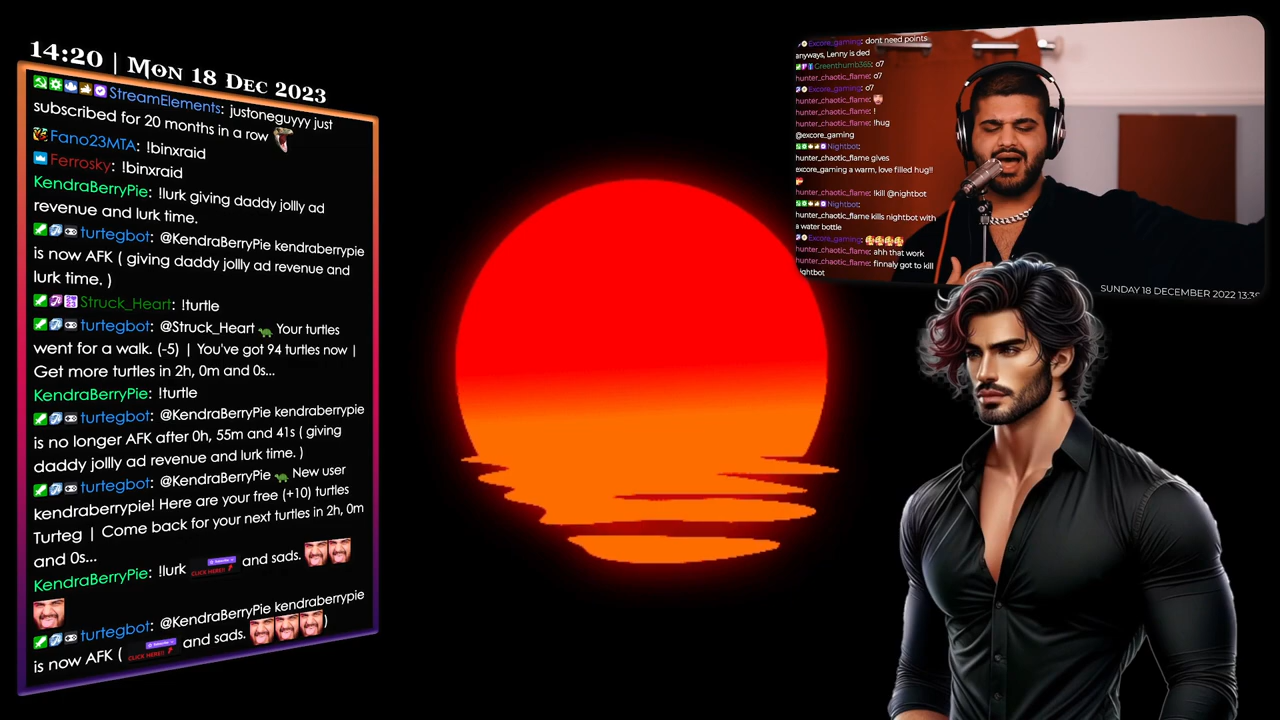 14:20 | Mon 18 Dec 2023
StreamElements: justoneguyyy just
subscribed for 20 months in a row
Fano23MTA: !binxraid
Ferrosky: !binxraid
KendraBerryPie: !lurk giving daddy jollly ad
revenue and lurk time.
turtegbot: @KendraBerryPie kendraberrypie
is now AFK ( giving daddy jollly ad revenue and
lurk time. )
Struck_Heart: !turtle
turtegbot: @Struck_Heart Your turtles
went for a walk. (-5) | You've got 94 turtles now |
Get more turtles in 2h, 0m and 0s...
KendraBerryPie: !turtle
turtegbot: @KendraBerryPie kendraberrypie
is no longer AFK after 0h, 55m and 41s ( giving
daddy jollly ad revenue and lurk time. )
turtegbot: @KendraBerryPie New user
kendraberrypie! Here are your free (+10) turtles
Turteg | Come back for your next turtles in 2h, 0m
and 0s...
KendraBerryPie: !lurk CLICK HERE!! and sads.
turtegbot: @KendraBerryPie kendraberrypie
is now AFK ( CLICK HERE!! and sads. )
Excore_gaming: dont need points
anyways, Lenny is ded
Greenthumb365: o7
hunter_chaotic_flame: o7
Excore_gaming: o7
hunter_chaotic_flame:
hunter_chaotic_flame: !
hunter_chaotic_flame: !hug
@excore_gaming
Nightbot:
hunter_chaotic_flame gives
excore_gaming a warm, love filled hug!!
hunter_chaotic_flame: !kill @nightbot
Nightbot:
hunter_chaotic_flame kills nightbot with
a water bottle
Excore_gaming:
hunter_chaotic_flame: ahh that work
hunter_chaotic_flame: finnaly got to kill
nightbot
SUNDAY 18 DECEMBER 2022 13:39